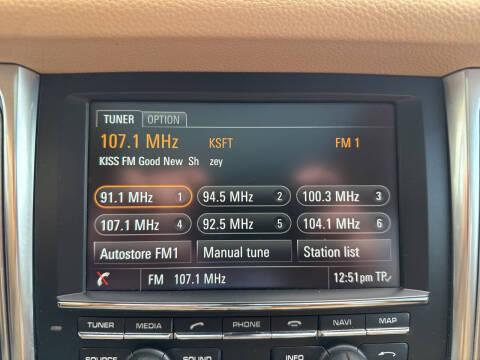 TUNER OPTION
107.1 MHz KSFT FM 1
KISS FM Good New Sh zey
91.1 MHz 1 94.5 MHz 2 100.3 MHz 3
107.1 MHz 4 92.5 MHz 5 104.1 MHz 6
Autostore FM1 Manual tune Station list
FM 107.1 MHz 12:51pm TP
TUNER MEDIA PHONE NAVI MAP
SOURCE SOUND INFO